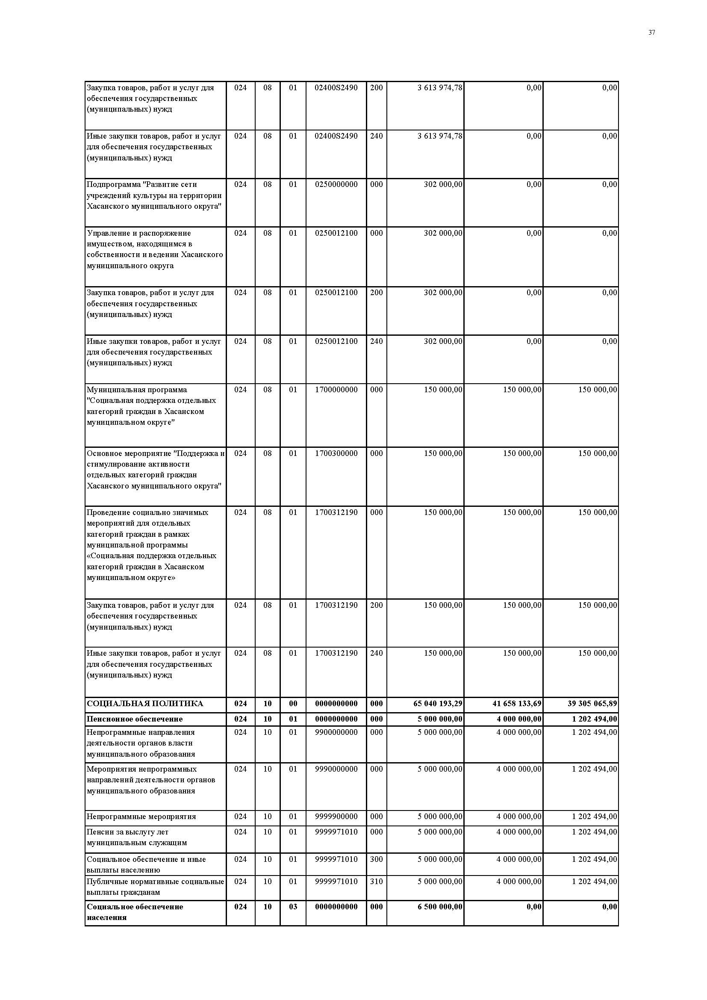 37
Закупка товаров, работ и услуг для 024 08 01 02400S2490 200 3 613 974,78 0,00 0,00
обеспечения государственных
(муниципальных) нужд
Иные закупки товаров, работ и услуг 024 08 01 02400S2490 240 3 613 974,78 0,00 0,00
для обеспечения государственных
(муниципальных) нужд
Подпрограмма "Развитие сети 024 08 01 0250000000 000 302 000,00 0,00 0,00
учреждений культуры на территории
Хасанского муниципального округа"
Управление и распоряжение 024 08 01 0250012100 000 302 000,00 0,00 0,00
имуществом, находящимся в
собственности и ведении Хасанского
муниципального округа
Закупка товаров, работ и услуг для 024 08 01 0250012100 200 302 000,00 0,00 0,00
обеспечения государственных
(муниципальных) нужд
Иные закупки товаров, работ и услуг 024 08 01 0250012100 240 302 000,00 0,00 0,00
для обеспечения государственных
(муниципальных) нужд
Муниципальная программа 024 08 01 1700000000 000 150 000,00 150 000,00 150 000,00
"Социальная поддержка отдельных
категорий граждан в Хасанском
муниципальном округе"
Основное мероприятие "Поддержка и 024 08 01 1700300000 000 150 000,00 150 000,00 150 000,00
стимулирование активности
отдельных категорий граждан
Хасанского муниципального округа"
Проведение социально значимых 024 08 01 1700312190 000 150 000,00 150 000,00 150 000,00
мероприятий для отдельных
категорий граждан в рамках
муниципальной программы
«Социальная поддержка отдельных
категорий граждан в Хасанском
муниципальном округе»
Закупка товаров, работ и услуг для 024 08 01 1700312190 200 150 000,00 150 000,00 150 000,00
обеспечения государственных
(муниципальных) нужд
Иные закупки товаров, работ и услуг 024 08 01 1700312190 240 150 000,00 150 000,00 150 000,00
для обеспечения государственных
(муниципальных) нужд
СОЦИАЛЬНАЯ ПОЛИТИКА 024 10 00 0000000000 000 65 040 193,29 41 658 133,69 39 305 065,89
Пенсионное обеспечение 024 10 01 0000000000 000 5 000 000,00 4 000 000,00 1 202 494,00
Непрограммные направления 024 10 01 9900000000 000 5 000 000,00 4 000 000,00 1 202 494,00
деятельности органов власти
муниципального образования
Мероприятия непрограммных 024 10 01 9990000000 000 5 000 000,00 4 000 000,00 1 202 494,00
направлений деятельности органов
муниципального образования
Непрограммные мероприятия 024 10 01 9999900000 000 5 000 000,00 4 000 000,00 1 202 494,00
Пенсии за выслугу лет 024 10 01 9999971010 000 5 000 000,00 4 000 000,00 1 202 494,00
муниципальным служащим
Социальное обеспечение и иные 024 10 01 9999971010 300 5 000 000,00 4 000 000,00 1 202 494,00
выплаты населению
Публичные нормативные социальные 024 10 01 9999971010 310 5 000 000,00 4 000 000,00 1 202 494,00
выплаты гражданам
Социальное обеспечение 024 10 03 0000000000 000 6 500 000,00 0,00 0,00
населения